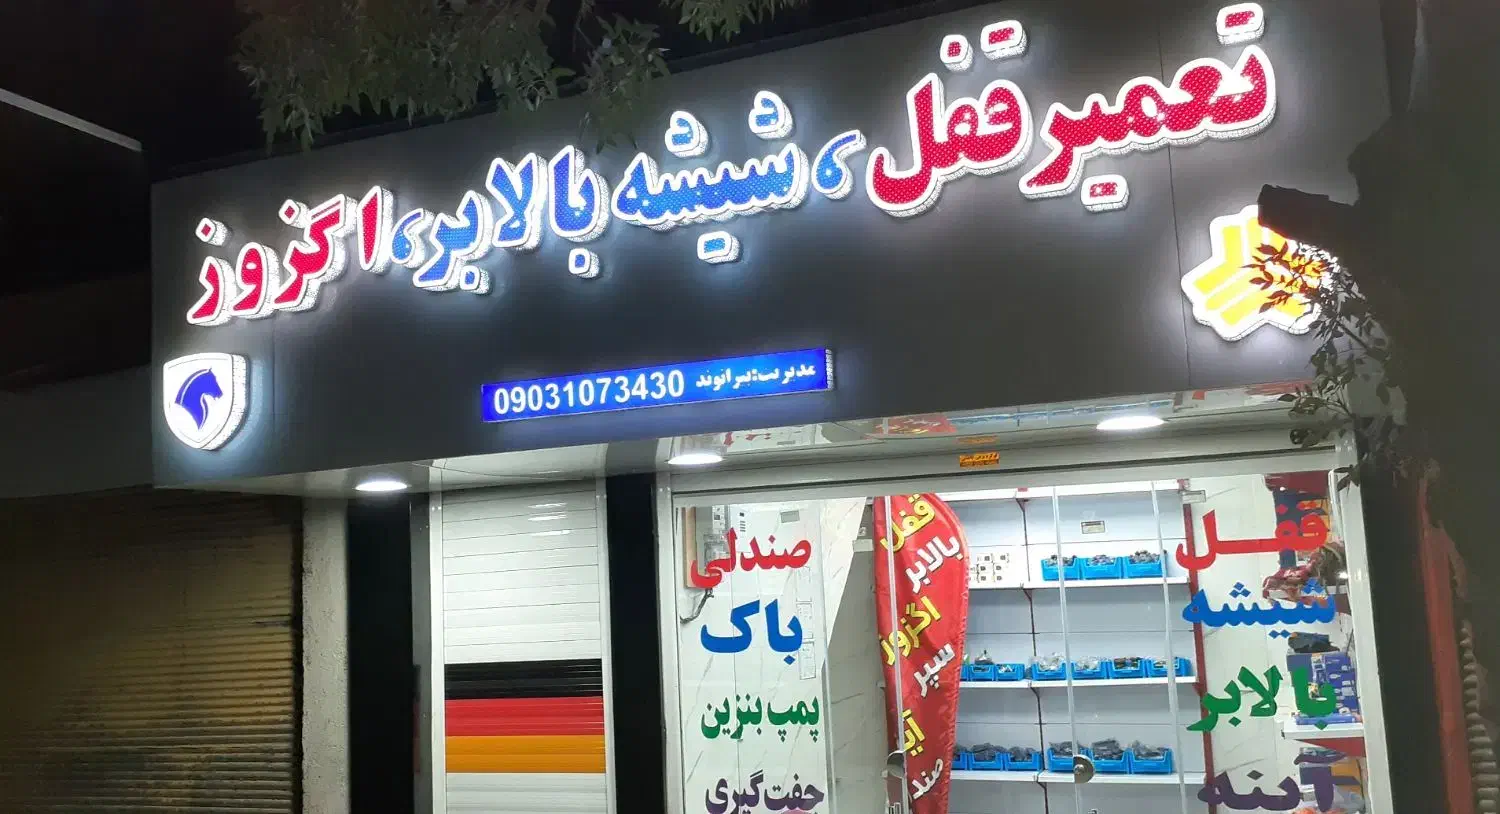 تعمیر قفل، شیشه بالابر، اگزوز
مدیریت: بیرانوند 09031073430
قفل
شیشه
بالابر
آینه
قفل
بالابر
اگزوز
سپر
صندلی
باک
پمپ بنزین
جفت گیری